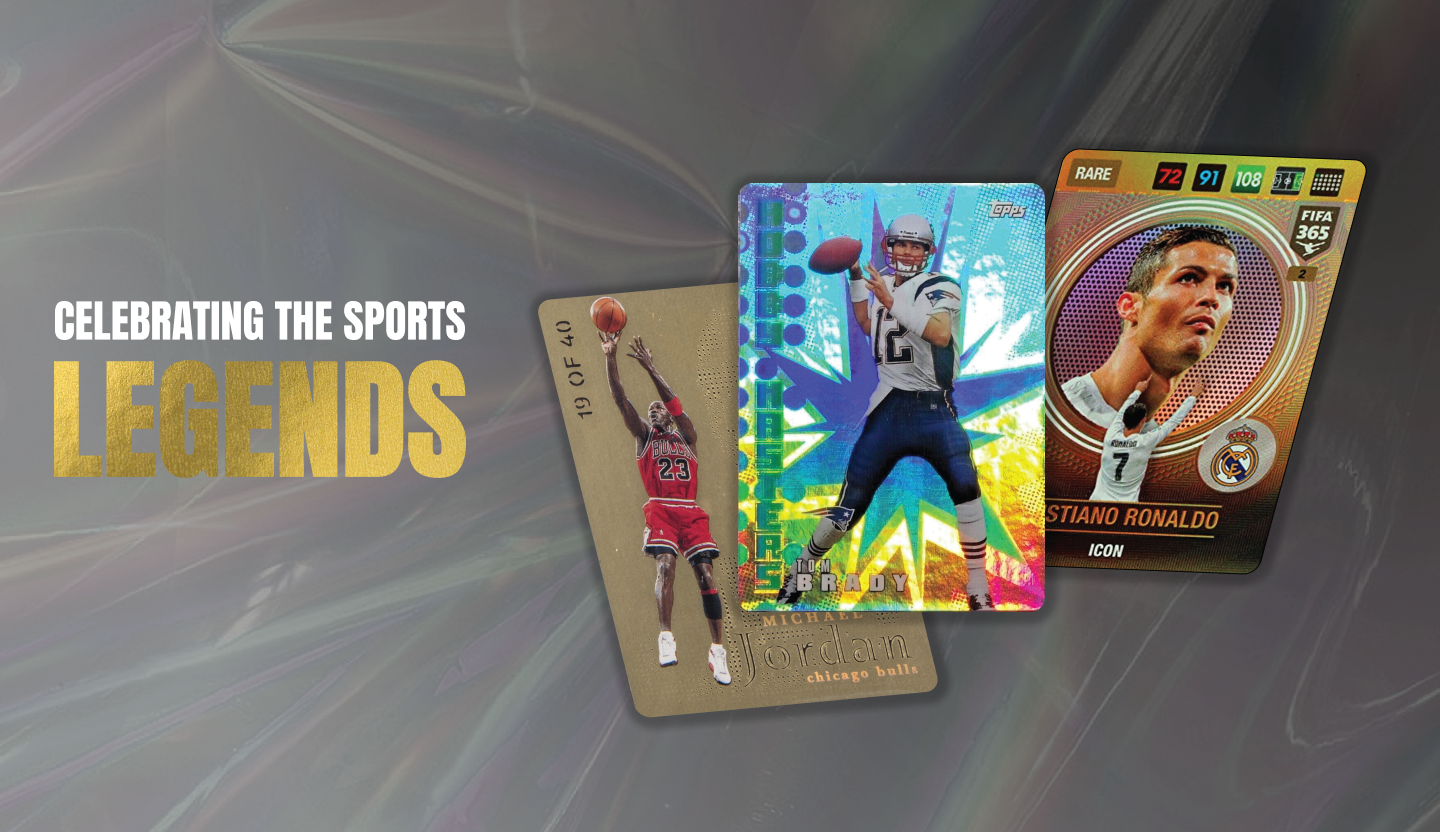 CELEBRATING THE SPORTS
LEGENDS
19 OF 40
BULLS
23
MICHAEL
Jordan
chicago bulls
Topps
URBAN MASTERS
12
TOM
BRADY
RARE
72 91 108
FIFA
365
2
RONALDO
7
STIANO RONALDO
ICON